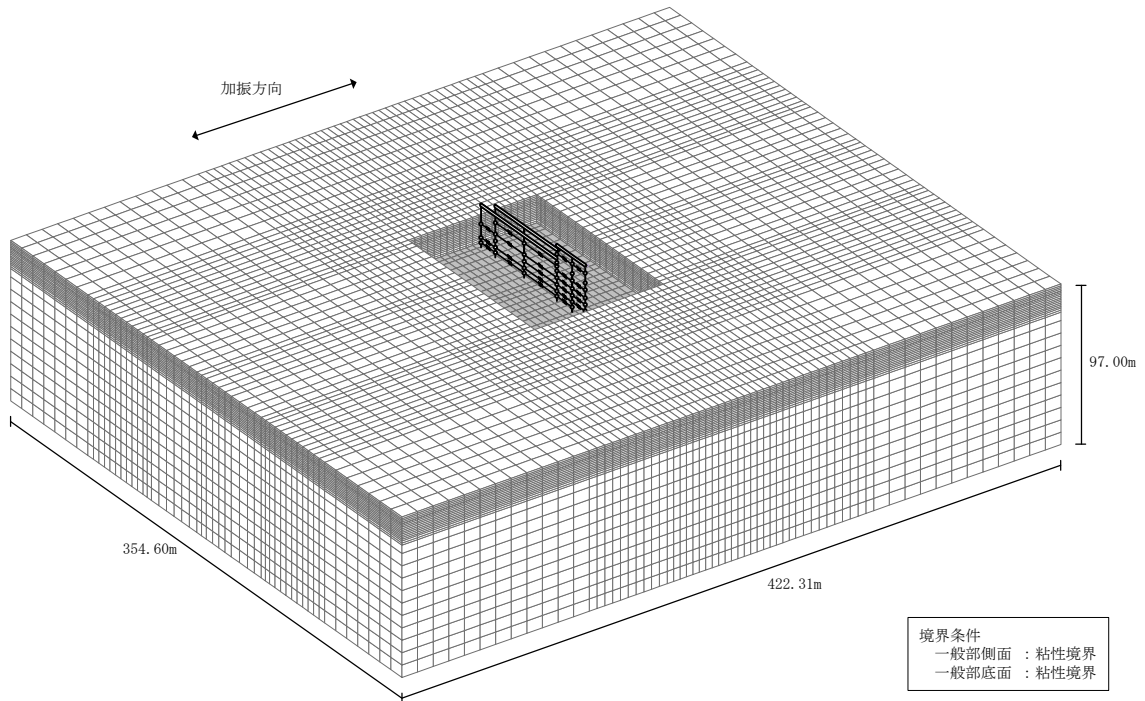 加振方向
97.00m
354.60m
422.31m
境界条件
一般部側面 ：粘性境界
一般部底面 ：粘性境界